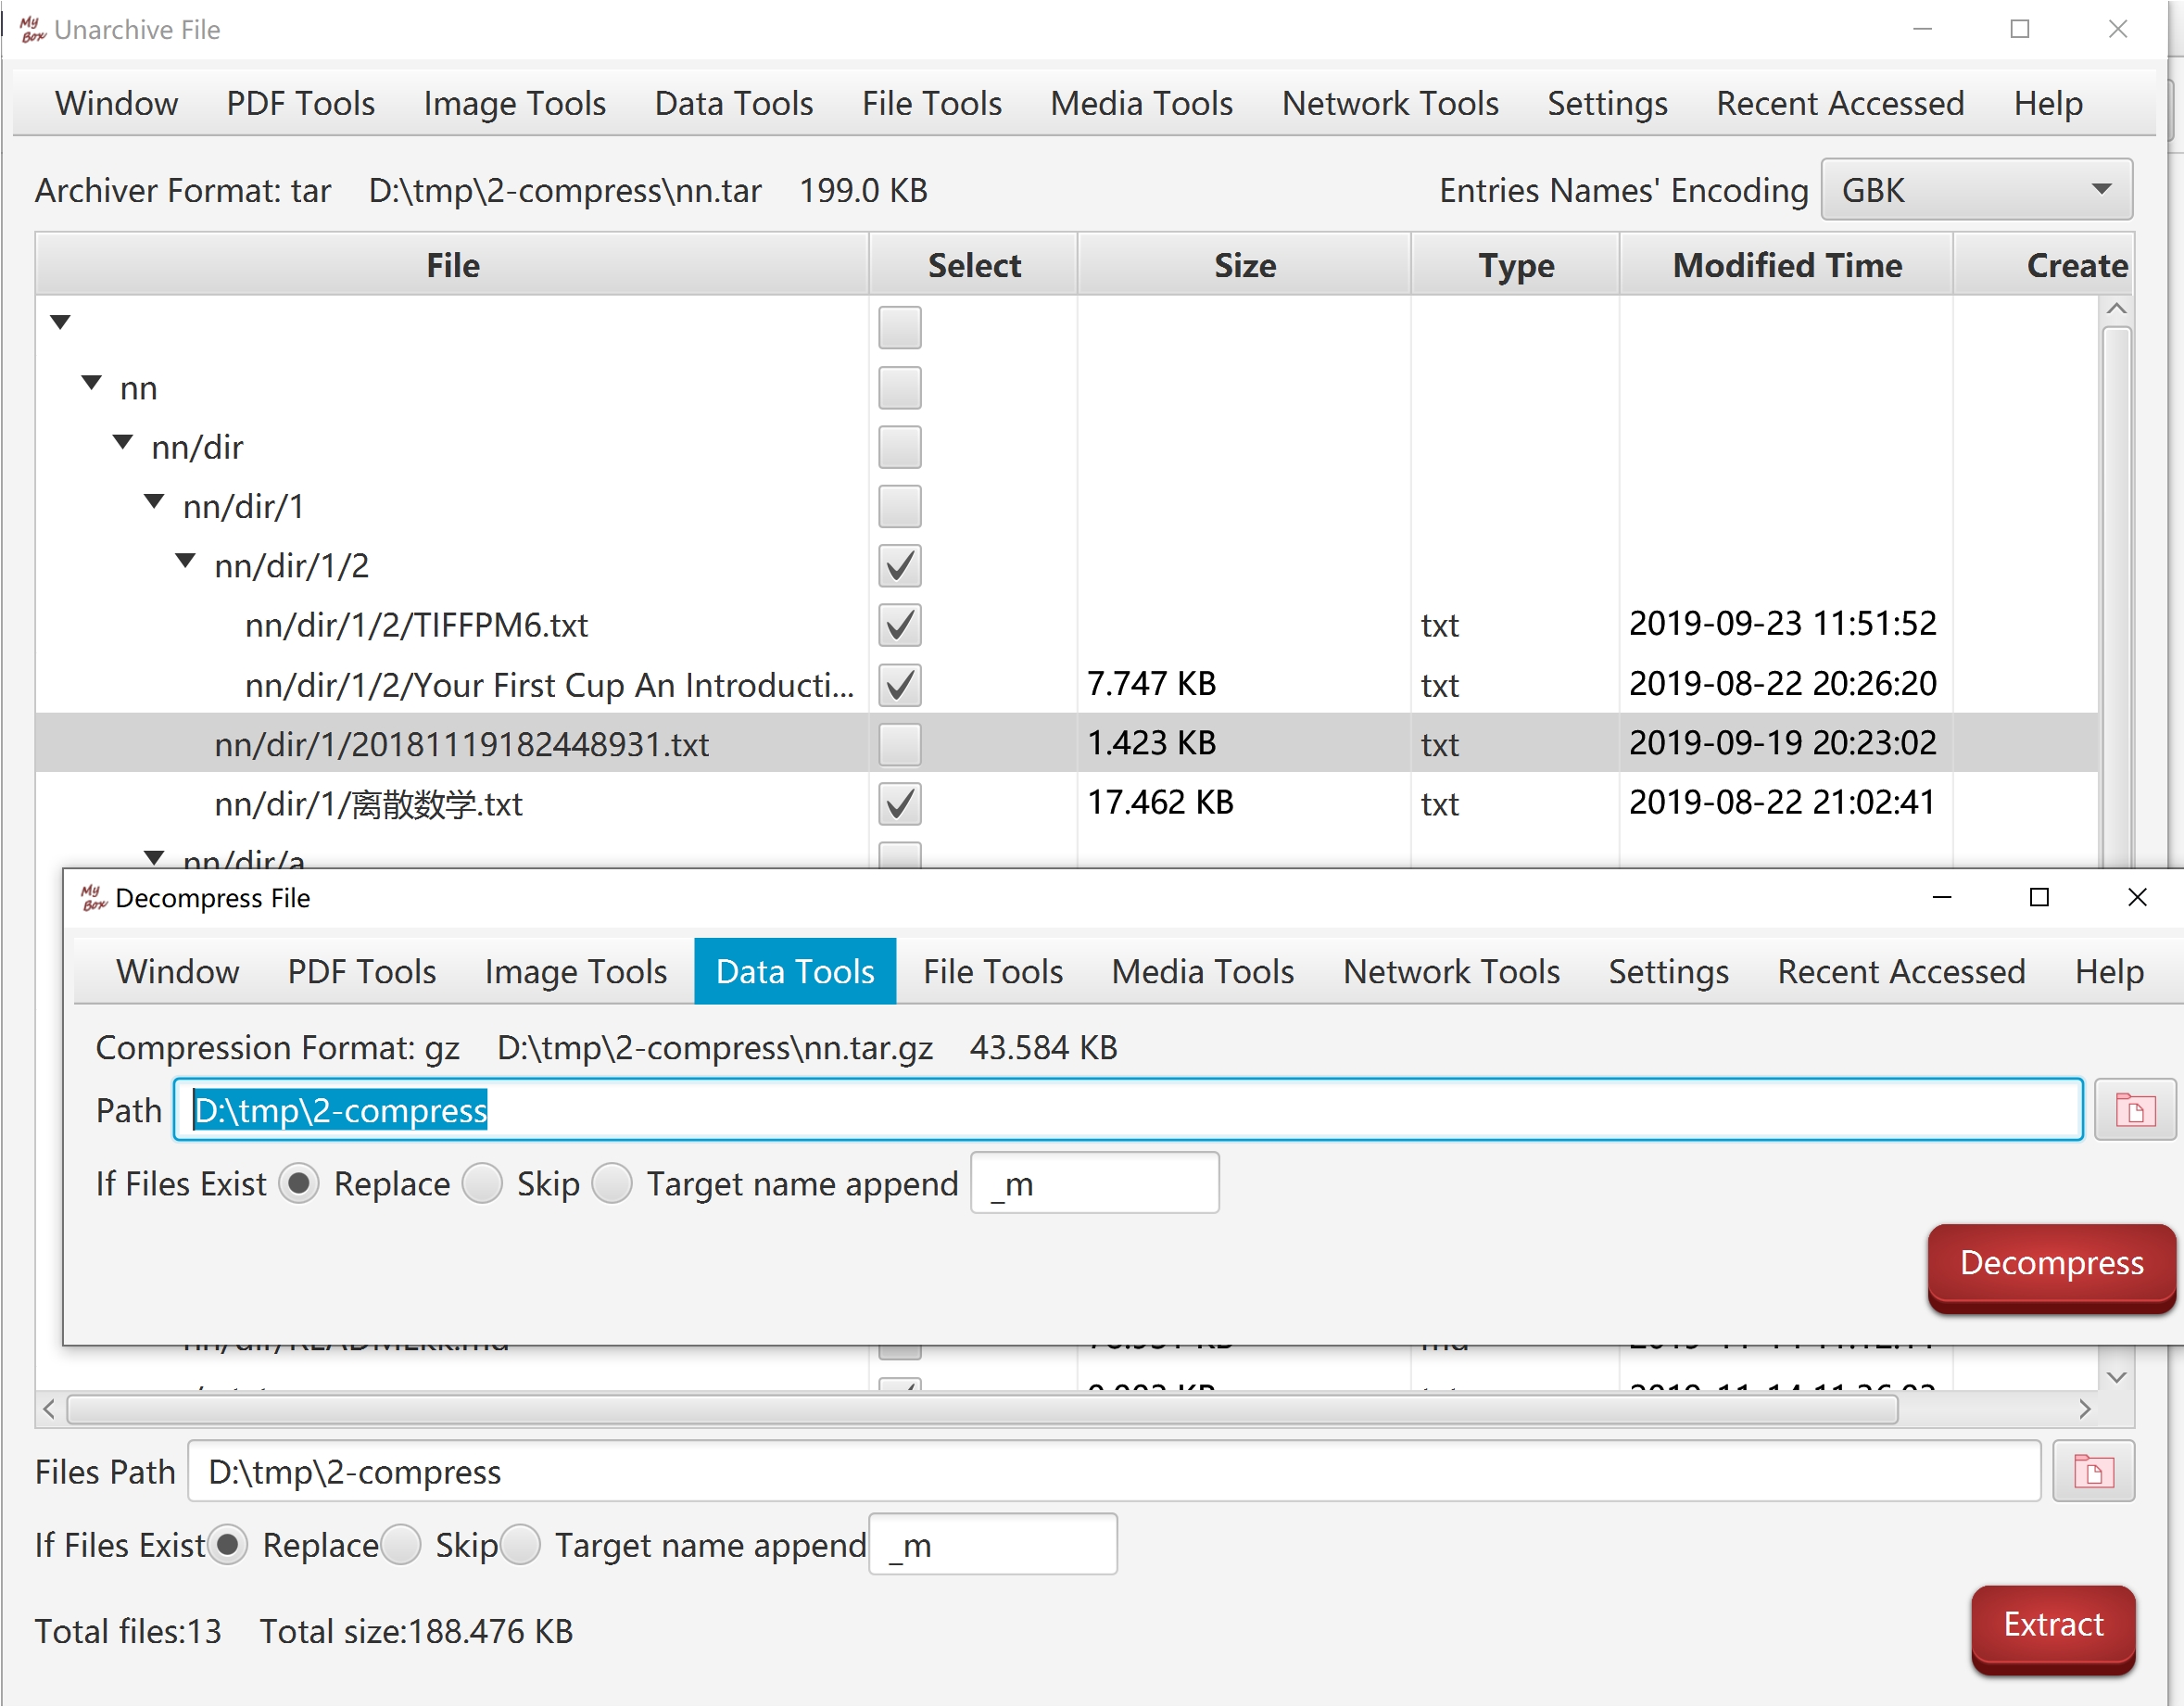 My Box Unarchive File
Window PDF Tools Image Tools Data Tools File Tools Media Tools Network Tools Settings Recent Accessed Help
Archiver Format: tar D:\tmp\2-compress\nn.tar 199.0 KB Entries Names' Encoding GBK
File Select Size Type Modified Time Create
nn
nn/dir
nn/dir/1
nn/dir/1/2
nn/dir/1/2/TIFFPM6.txt txt 2019-09-23 11:51:52
nn/dir/1/2/Your First Cup An Introducti... 7.747 KB txt 2019-08-22 20:26:20
nn/dir/1/20181119182448931.txt 1.423 KB txt 2019-09-19 20:23:02
nn/dir/1/离散数学.txt 17.462 KB txt 2019-08-22 21:02:41
nn/dir/a
My Box Decompress File
Window PDF Tools Image Tools Data Tools File Tools Media Tools Network Tools Settings Recent Accessed Help
Compression Format: gz D:\tmp\2-compress\nn.tar.gz 43.584 KB
Path D:\tmp\2-compress
If Files Exist Replace Skip Target name append _m
Decompress
Files Path D:\tmp\2-compress
If Files Exist Replace Skip Target name append _m
Total files:13 Total size:188.476 KB
Extract